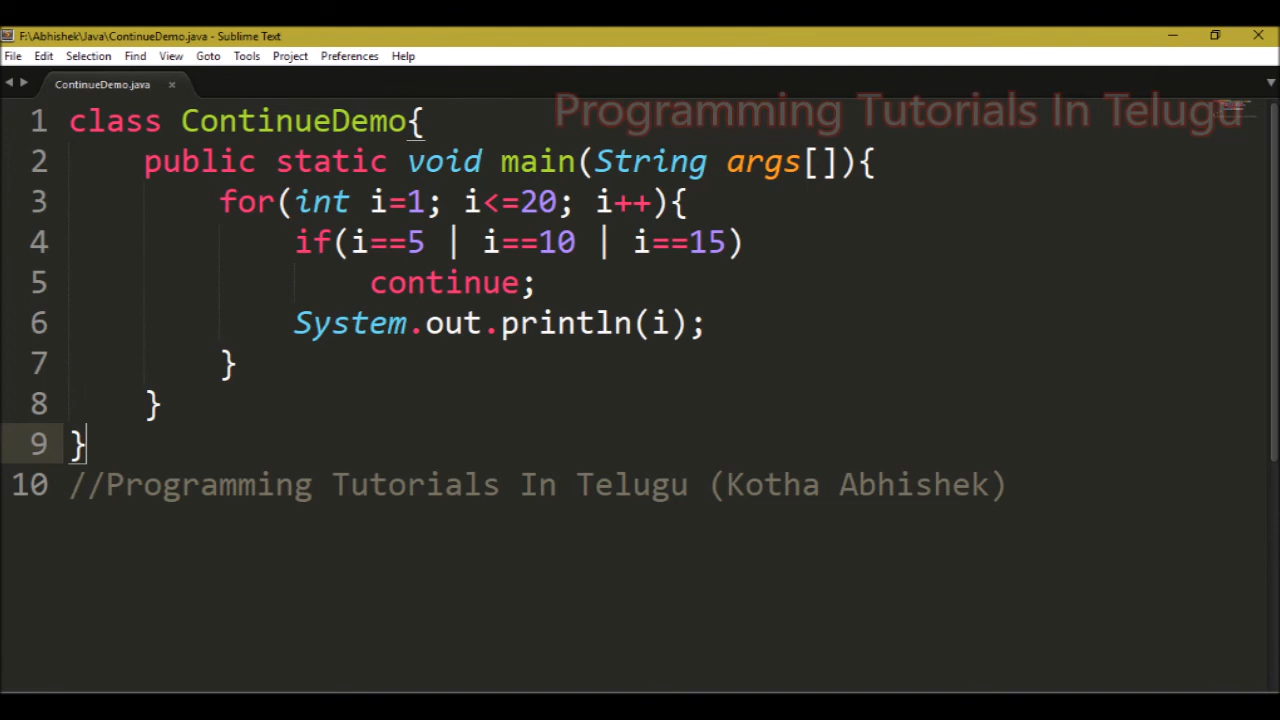 F:\Abhishek\Java\ContinueDemo.java - Sublime Text
File Edit Selection Find View Goto Tools Project Preferences Help
ContinueDemo.java
Programming Tutorials In Telugu
1 class ContinueDemo{
2 public static void main(String args[]){
3 for(int i=1; i<=20; i++){
4 if(i==5 | i==10 | i==15)
5 continue;
6 System.out.println(i);
7 }
8 }
9 }
10 //Programming Tutorials In Telugu (Kotha Abhishek)